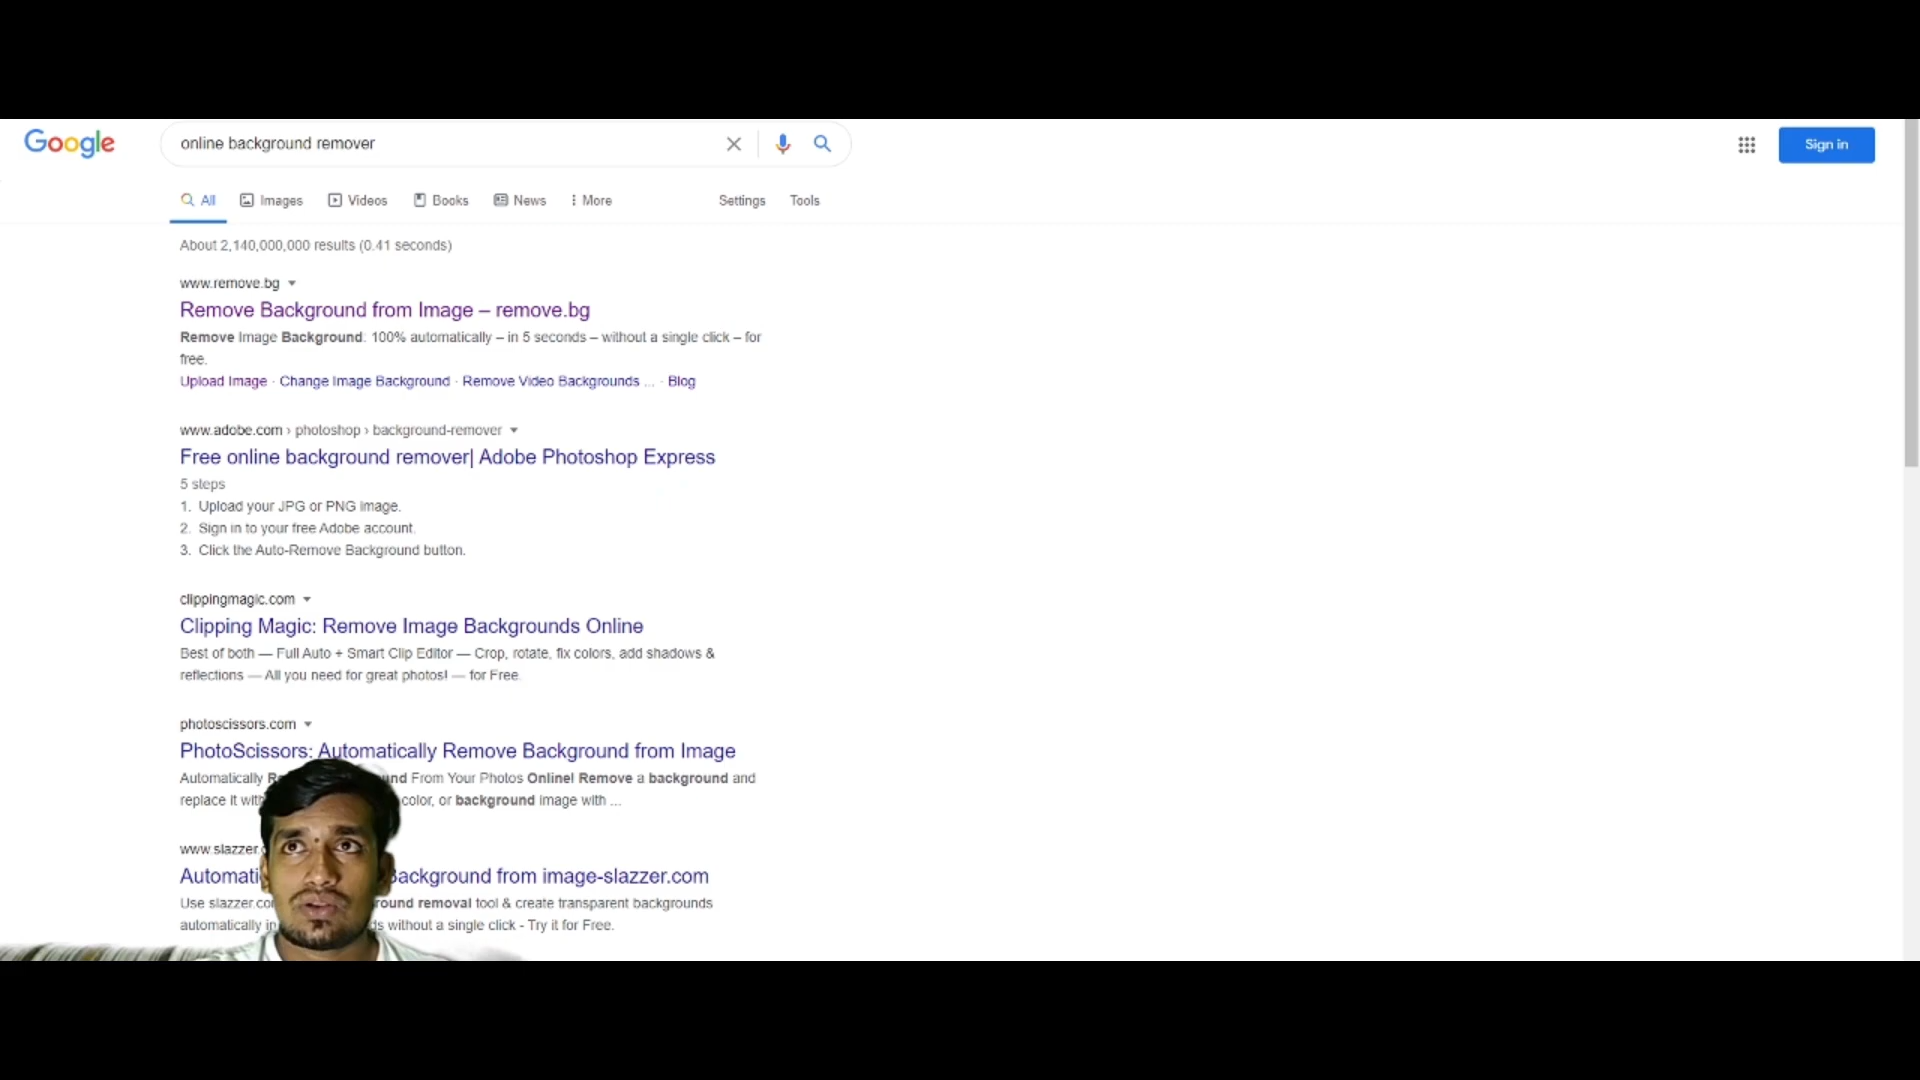 Google
online background remover
Sign in
All Images Videos Books News More Settings Tools
About 2,140,000,000 results (0.41 seconds)
www.remove.bg
Remove Background from Image – remove.bg
Remove Image Background: 100% automatically – in 5 seconds – without a single click – for
free.
Upload Image · Change Image Background · Remove Video Backgrounds ... · Blog
www.adobe.com › photoshop › background-remover
Free online background remover| Adobe Photoshop Express
5 steps
1. Upload your JPG or PNG image.
2. Sign in to your free Adobe account.
3. Click the Auto-Remove Background button.
clippingmagic.com
Clipping Magic: Remove Image Backgrounds Online
Best of both — Full Auto + Smart Clip Editor — Crop, rotate, fix colors, add shadows &
reflections — All you need for great photos! — for Free.
photoscissors.com
PhotoScissors: Automatically Remove Background from Image
Automatically From Your Photos Online! Remove a background and
replace it color, or background image with ...
www.slazzer
Background from image-slazzer.com
Use removal tool & create transparent backgrounds
automatically without a single click - Try it for Free.